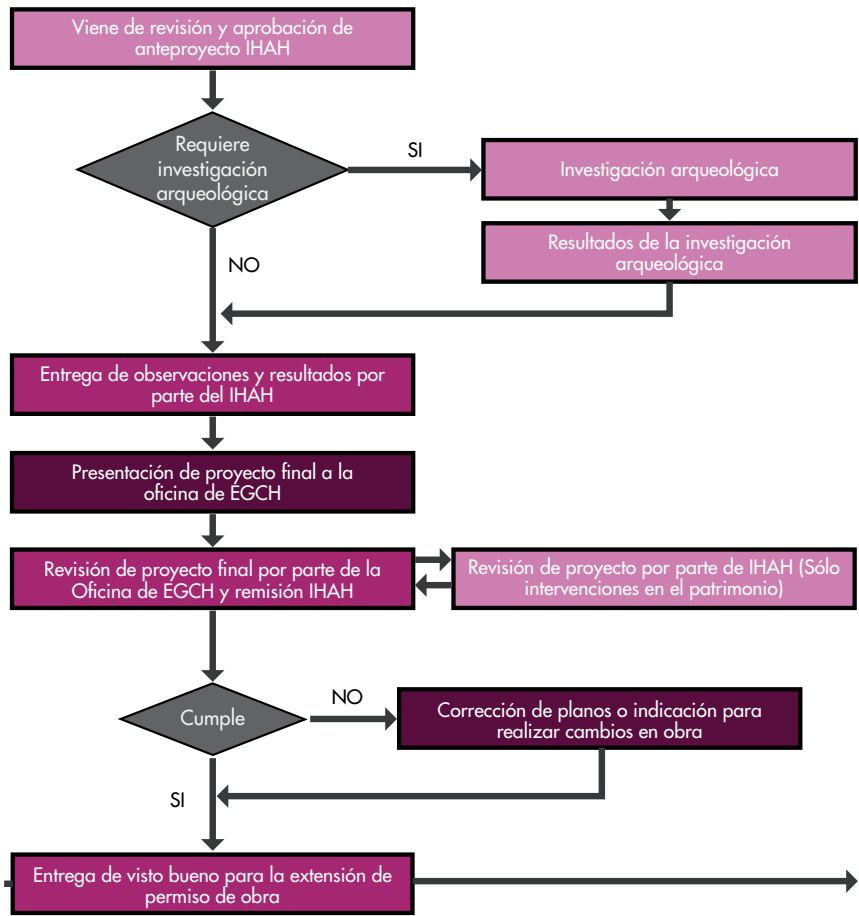 Viene de revisión y aprobación de
anteproyecto IHAH
Requiere
investigación
arqueológica
SI
Investigación arqueológica
Resultados de la investigación
arqueológica
NO
Entrega de observaciones y resultados por
parte del IHAH
Presentación de proyecto final a la
oficina de EGCH
Revisión de proyecto final por parte de la
Oficina de EGCH y remisión IHAH
Revisión de proyecto por parte de IHAH (Sólo
intervenciones en el patrimonio)
Cumple
NO
Corrección de planos o indicación para
realizar cambios en obra
SI
Entrega de visto bueno para la extensión de
permiso de obra